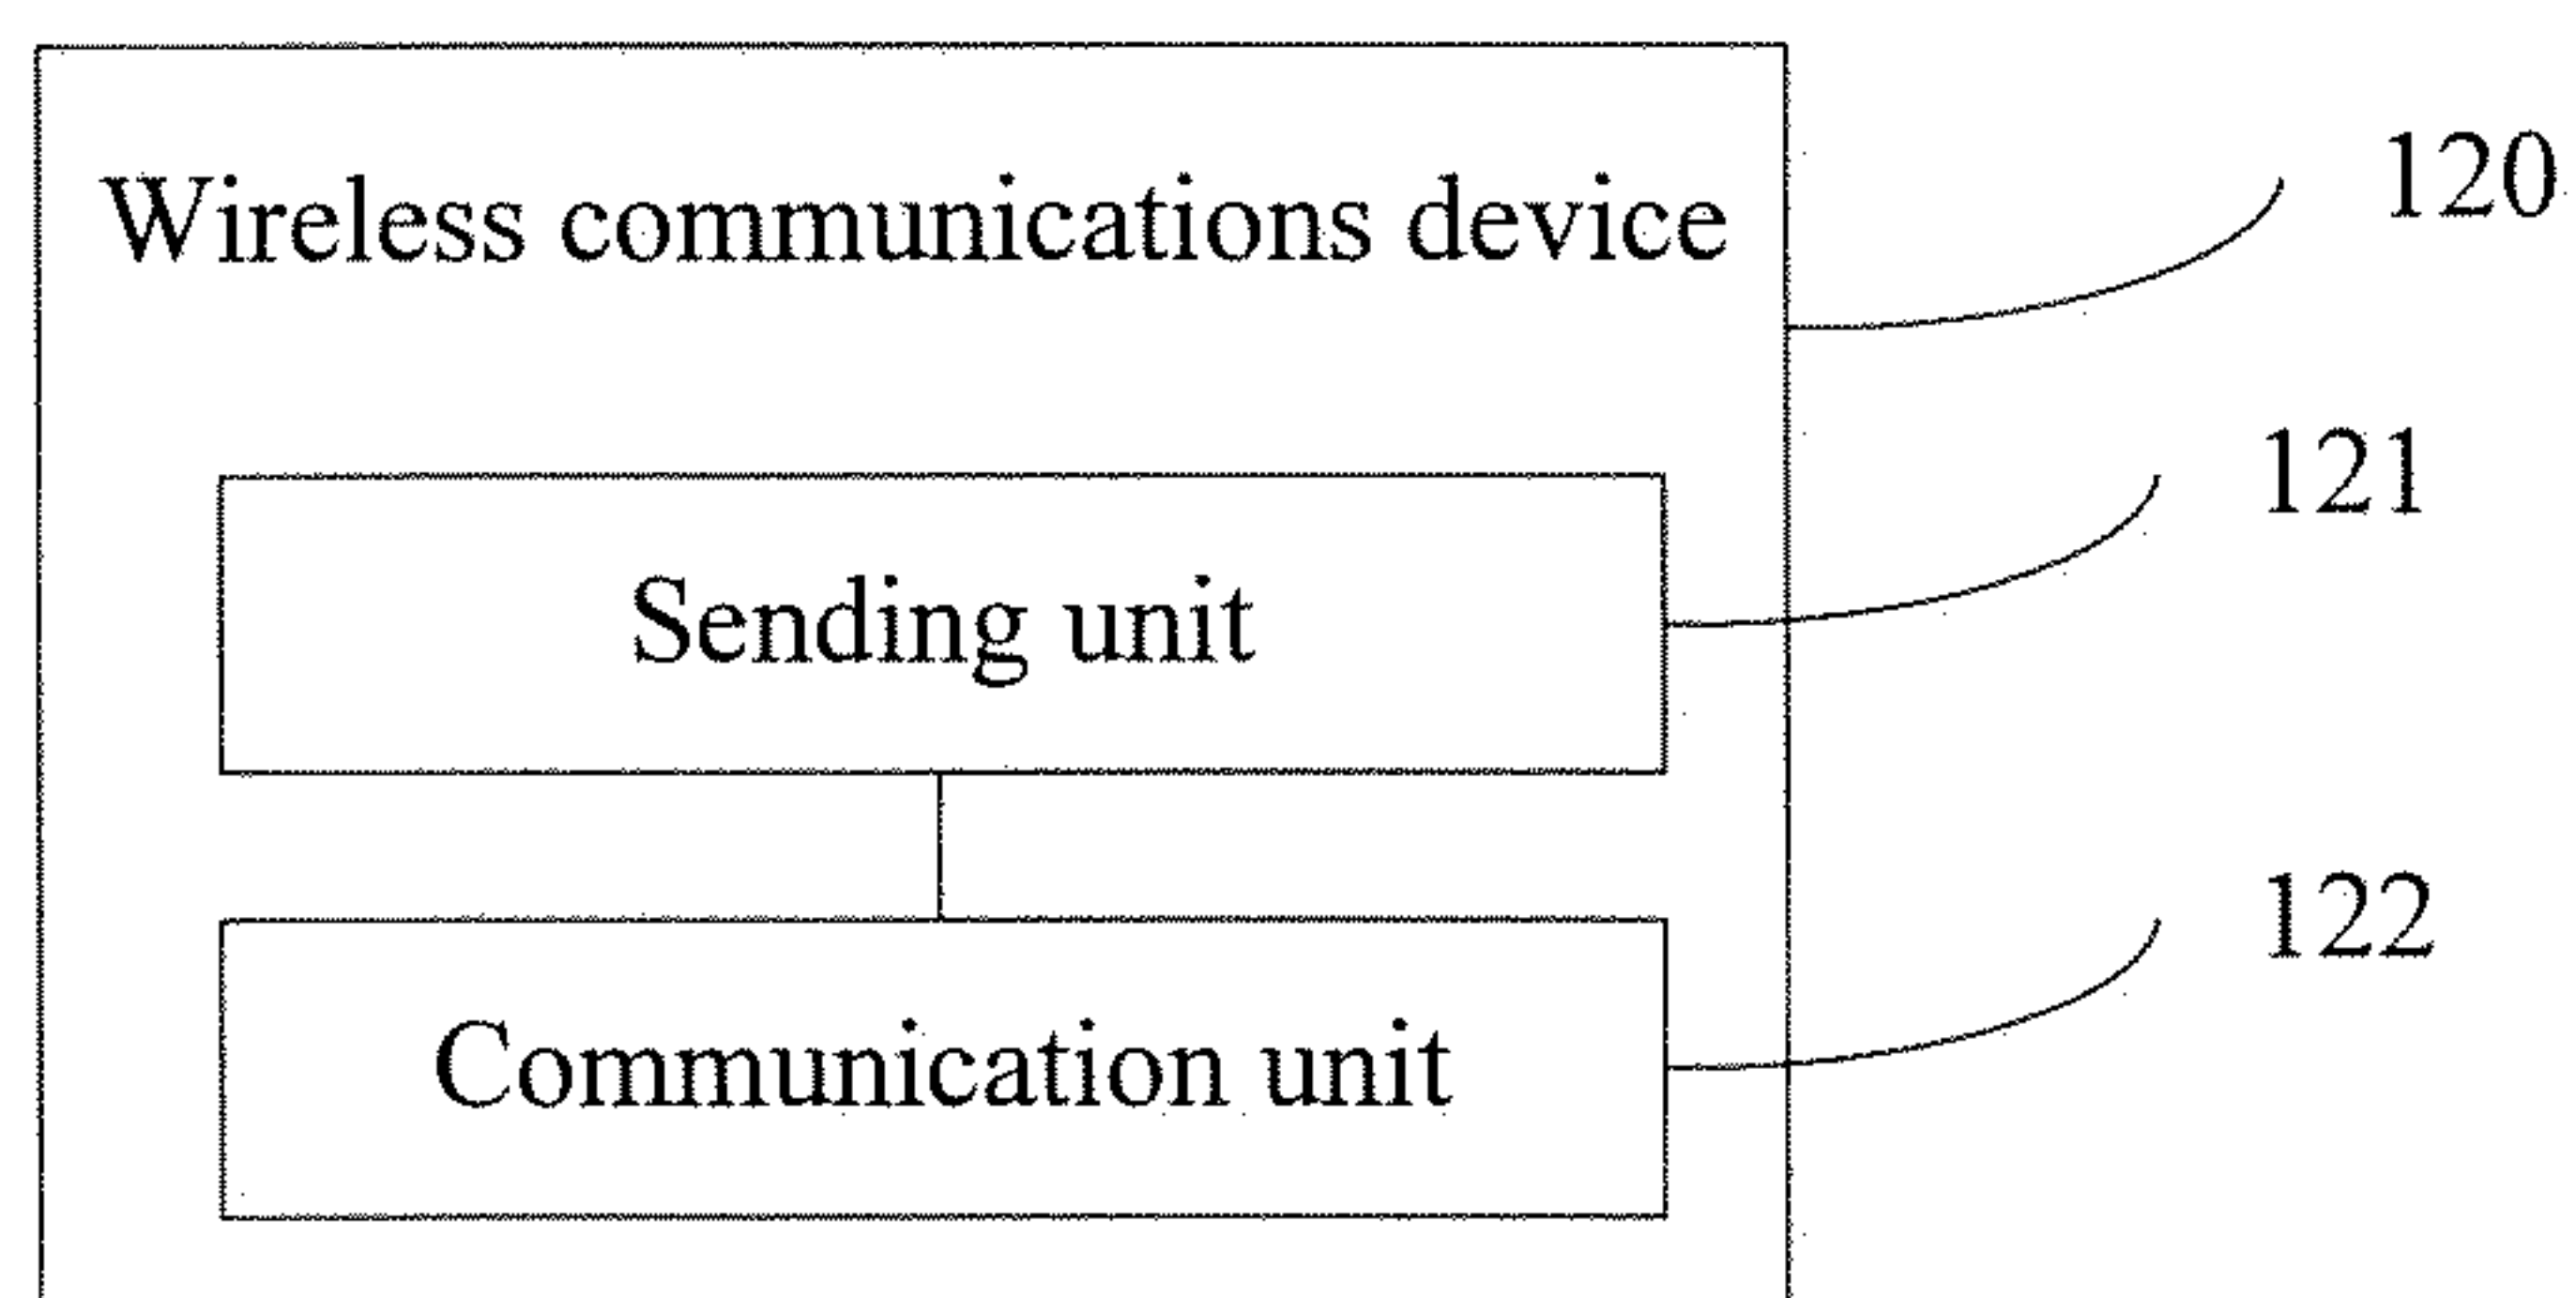 Wireless communications device
120
Sending unit
121
Communication unit
122